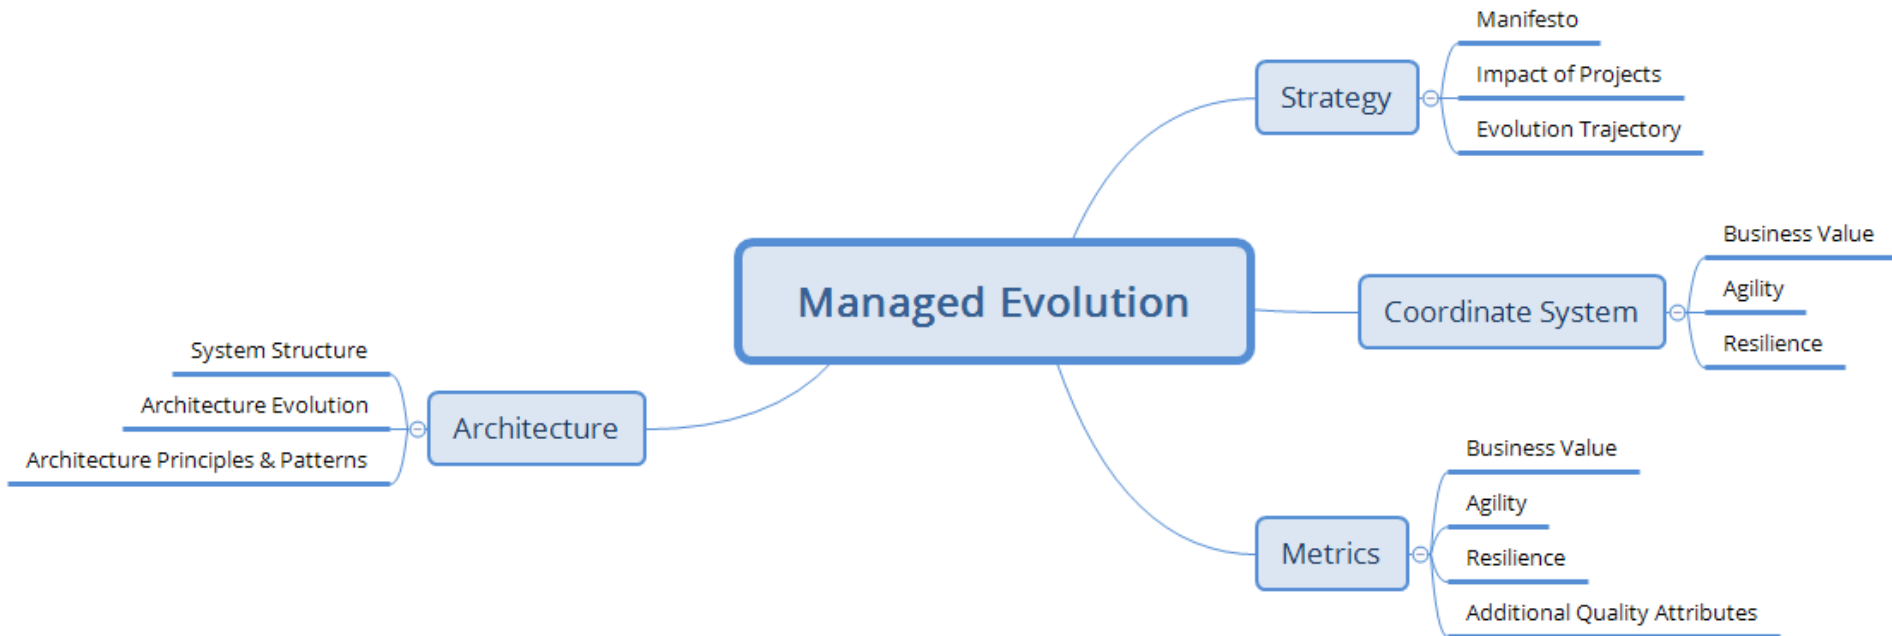 Manifesto
Impact of Projects
Evolution Trajectory
Strategy
Managed Evolution
Business Value
Agility
Resilience
Coordinate System
System Structure
Architecture Evolution
Architecture Principles & Patterns
Architecture
Business Value
Agility
Resilience
Additional Quality Attributes
Metrics